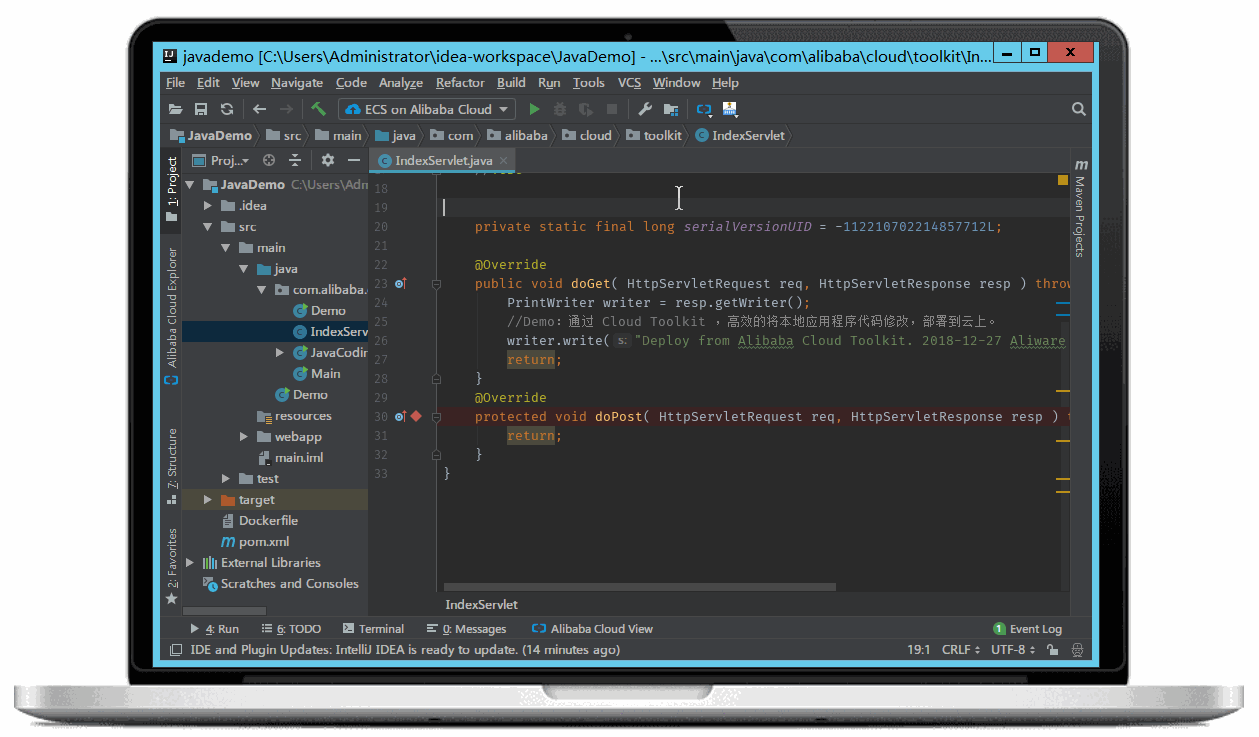 javademo [C:\Users\Administrator\idea-workspace\JavaDemo] - ...\src\main\java\com\alibaba\cloud\toolkit\In...
File Edit View Navigate Code Analyze Refactor Build Run Tools VCS Window Help
ECS on Alibaba Cloud
JavaDemo src main java com alibaba cloud toolkit IndexServlet
Proj...
IndexServlet.java
1: Project
Alibaba Cloud Explorer
7: Structure
2: Favorites
JavaDemo C:\Users\Adn
.idea
src
main
java
com.alibaba.
Demo
IndexServ
JavaCodin
Main
Demo
resources
webapp
main.iml
test
target
Dockerfile
pom.xml
External Libraries
Scratches and Consoles
18
19
20 private static final long serialVersionUID = -112210702214857712L;
21
22 @Override
23 public void doGet( HttpServletRequest req, HttpServletResponse resp ) throw
24 PrintWriter writer = resp.getWriter();
25 //Demo：通过 Cloud Toolkit ，高效的将本地应用程序代码修改，部署到云上。
26 writer.write( s: "Deploy from Alibaba Cloud Toolkit. 2018-12-27 Aliware
27 return;
28 }
29 @Override
30 protected void doPost( HttpServletRequest req, HttpServletResponse resp ) t
31 return;
32 }
33 }
m Maven Projects
IndexServlet
4: Run 6: TODO Terminal 0: Messages Alibaba Cloud View 1 Event Log
IDE and Plugin Updates: IntelliJ IDEA is ready to update. (14 minutes ago) 19:1 CRLF UTF-8